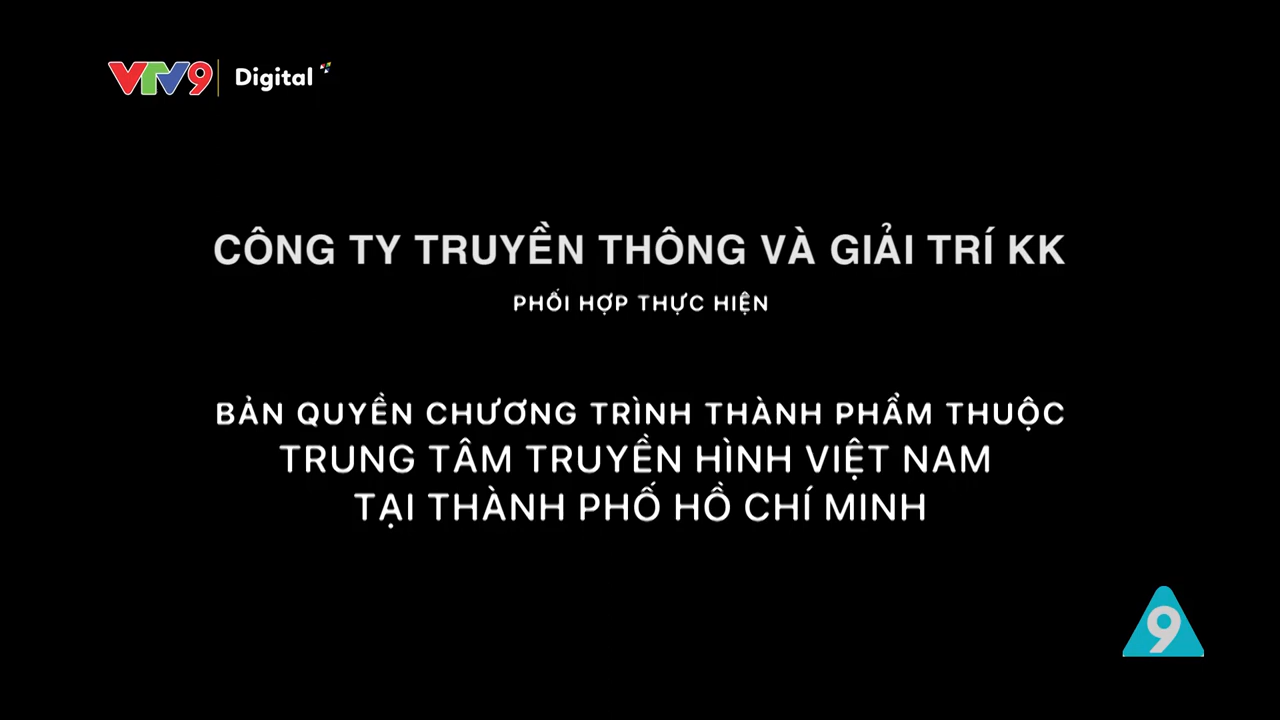 VTV9 Digital
CÔNG TY TRUYỀN THÔNG VÀ GIẢI TRÍ KK
PHỐI HỢP THỰC HIỆN
BẢN QUYỀN CHƯƠNG TRÌNH THÀNH PHẨM THUỘC
TRUNG TÂM TRUYỀN HÌNH VIỆT NAM
TẠI THÀNH PHỐ HỒ CHÍ MINH
9